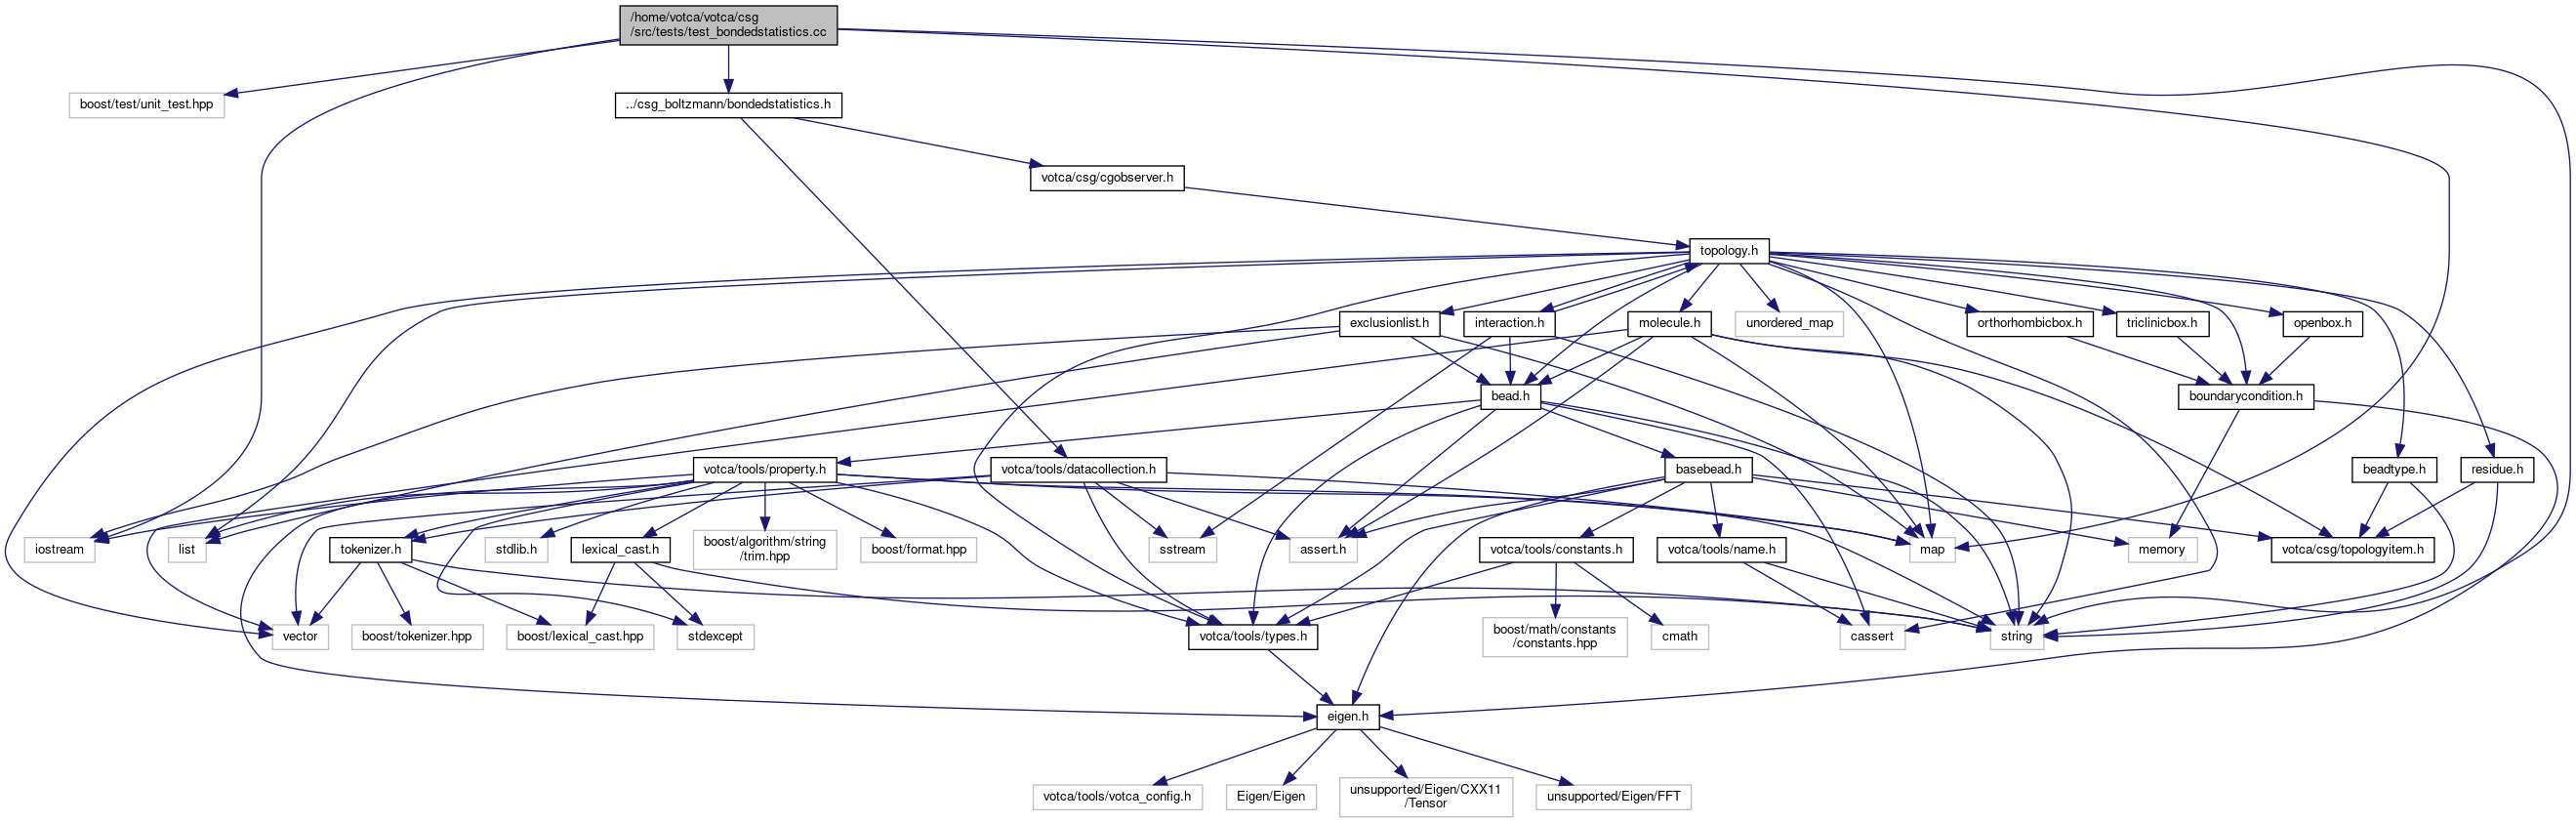 /home/votca/votca/csg
/src/tests/test_bondedstatistics.cc
boost/test/unit_test.hpp
../csg_boltzmann/bondedstatistics.h
votca/csg/cgobserver.h
topology.h
exclusionlist.h
interaction.h
molecule.h
unordered_map
orthorhombicbox.h
triclinicbox.h
openbox.h
bead.h
boundarycondition.h
votca/tools/property.h
votca/tools/datacollection.h
basebead.h
beadtype.h
residue.h
iostream
list
tokenizer.h
stdlib.h
lexical_cast.h
boost/algorithm/string
/trim.hpp
boost/format.hpp
sstream
assert.h
votca/tools/constants.h
votca/tools/name.h
map
memory
votca/csg/topologyitem.h
vector
boost/tokenizer.hpp
boost/lexical_cast.hpp
stdexcept
votca/tools/types.h
boost/math/constants
/constants.hpp
cmath
cassert
string
eigen.h
votca/tools/votca_config.h
Eigen/Eigen
unsupported/Eigen/CXX11
/Tensor
unsupported/Eigen/FFT